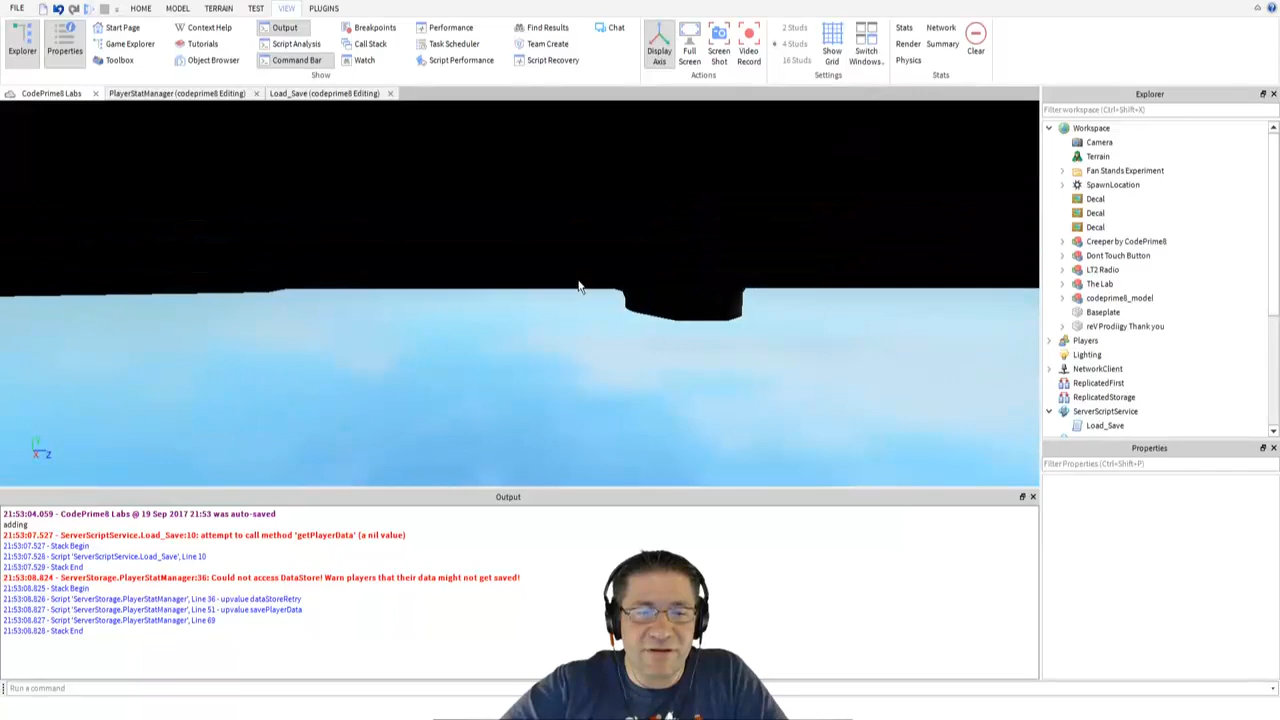 FILE HOME MODEL TERRAIN TEST VIEW PLUGINS
Explorer
Properties
Start Page
Game Explorer
Toolbox
Context Help
Tutorials
Object Browser
Output
Script Analysis
Command Bar
Breakpoints
Call Stack
Watch
Performance
Task Scheduler
Script Performance
Find Results
Team Create
Script Recovery
Chat
Show
Display Axis
Full Screen
Screen Shot
Video Record
Actions
2 Studs
4 Studs
16 Studs
Show Grid
Switch Windows
Settings
Stats
Render
Physics
Network
Summary
Clear
Stats
CodePrime8 Labs
PlayerStatManager (codeprime8 Editing)
Load_Save (codeprime8 Editing)
Explorer
Filter workspace (Ctrl+Shift+X)
Workspace
Camera
Terrain
Fan Stands Experiment
SpawnLocation
Decal
Decal
Decal
Creeper by CodePrime8
Dont Touch Button
LT2 Radio
The Lab
codeprime8_model
Baseplate
reV Prodiigy Thank you
Players
Lighting
NetworkClient
ReplicatedFirst
ReplicatedStorage
ServerScriptService
Load_Save
Properties
Filter Properties (Ctrl+Shift+P)
Y
X Z
Output
21:53:04.059 - CodePrime8 Labs @ 19 Sep 2017 21:53 was auto-saved
adding
21:53:07.527 - ServerScriptService.Load_Save:10: attempt to call method 'getPlayerData' (a nil value)
21:53:07.527 - Stack Begin
21:53:07.528 - Script 'ServerScriptService.Load_Save', Line 10
21:53:07.529 - Stack End
21:53:08.824 - ServerStorage.PlayerStatManager:36: Could not access DataStore! Warn players that their data might not get saved!
21:53:08.825 - Stack Begin
21:53:08.826 - Script 'ServerStorage.PlayerStatManager', Line 36 - upvalue dataStoreRetry
21:53:08.827 - Script 'ServerStorage.PlayerStatManager', Line 51 - upvalue savePlayerData
21:53:08.827 - Script 'ServerStorage.PlayerStatManager', Line 69
21:53:08.828 - Stack End
Run a command